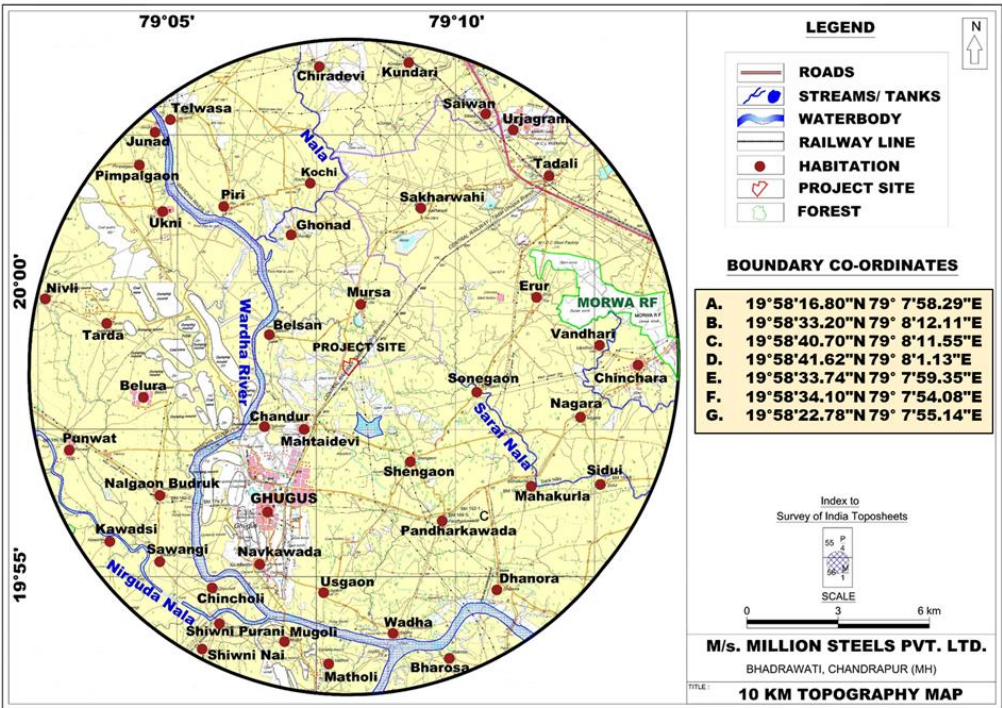 79°05'
79°10'
20°00'
19°55'
Chiradevi
Kundari
Telwasa
Saiwan
Urjagram
Junad
Nala
Tadali
Pimpalgaon
Kochi
Piri
Sakharwahi
Ukni
Ghonad
Nivli
Mursa
Erur
MORWA RF
MORWA R F
Tarda
Wardha River
Belsan
Vandhari
PROJECT SITE
Chinchara
Belura
Sonegaon
Nagara
Chandur
Mahtaidevi
Sarai Nala
Punwat
Shengaon
Sidui
Nalgaon Budruk
Mahakurla
GHUGUS
Pandharkawada
C
Kawadsi
Sawangi
Navkawada
Nirguda Nala
Chincholi
Usgaon
Dhanora
Shiwni Purani
Mugoli
Wadha
Shiwni Nai
Matholi
Bharosa
LEGEND
N
ROADS
STREAMS/ TANKS
WATERBODY
RAILWAY LINE
HABITATION
PROJECT SITE
FOREST
BOUNDARY CO-ORDINATES
A. 19°58'16.80"N 79° 7'58.29"E
B. 19°58'33.20"N 79° 8'12.11"E
C. 19°58'40.70"N 79° 8'11.55"E
D. 19°58'41.62"N 79° 8'1.13"E
E. 19°58'33.74"N 79° 7'59.35"E
F. 19°58'34.10"N 79° 7'54.08"E
G. 19°58'22.78"N 79° 7'55.14"E
Index to
Survey of India Toposheets
55 P
4
56 M
1
SCALE
0 3 6 km
M/s. MILLION STEELS PVT. LTD.
BHADRAWATI, CHANDRAPUR (MH)
TITLE :
10 KM TOPOGRAPHY MAP